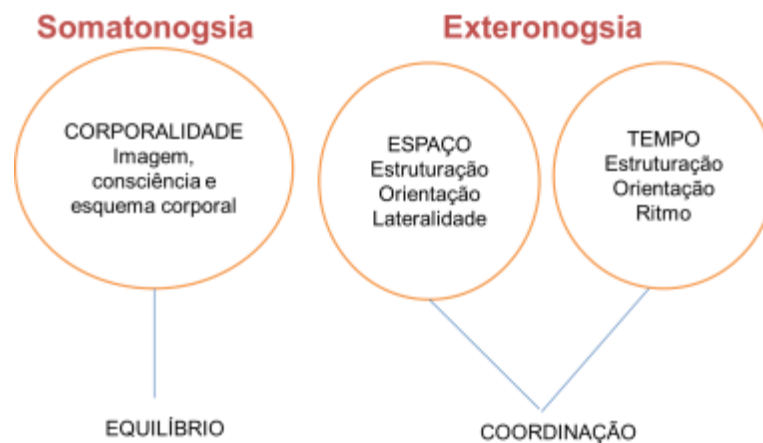 Somatonogsia
Exteronogsia
CORPORALIDADE
Imagem,
consciência e
esquema corporal
ESPAÇO
Estruturação
Orientação
Lateralidade
TEMPO
Estruturação
Orientação
Ritmo
EQUILÍBRIO
COORDINAÇÃO